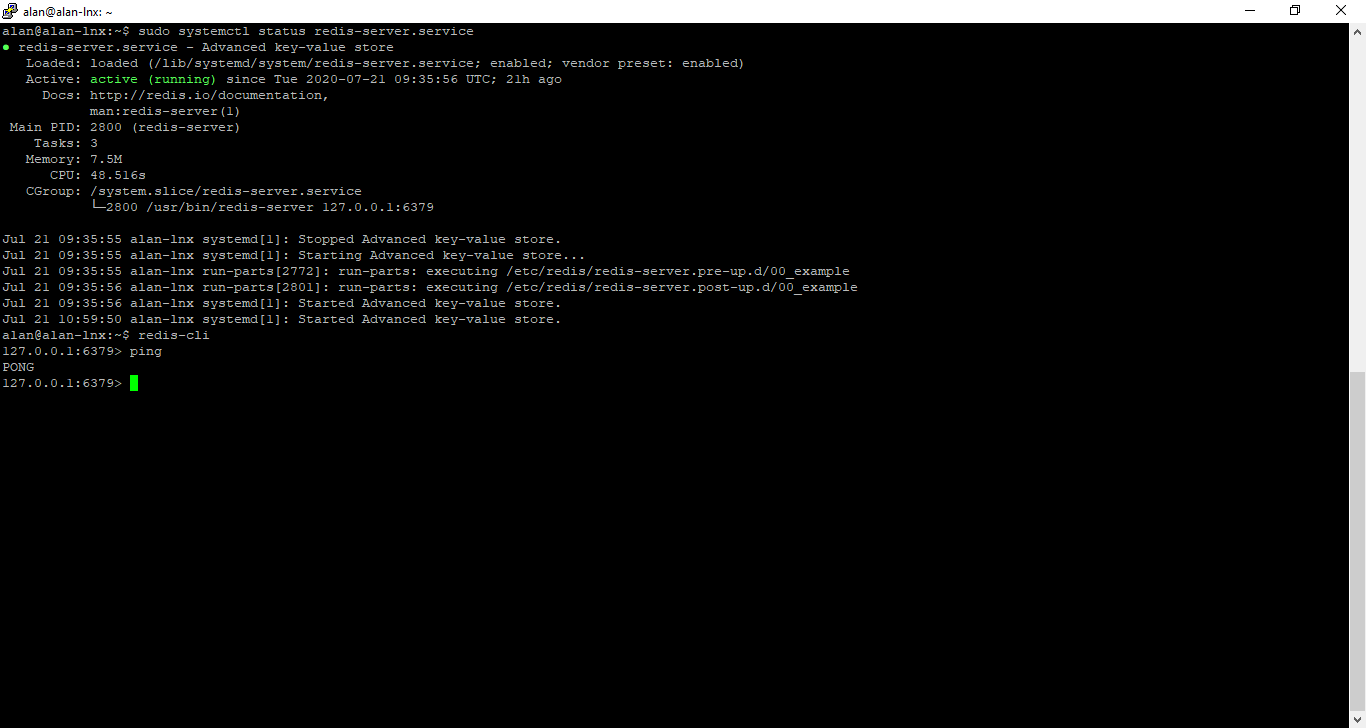 alan@alan-lnx: ~
alan@alan-lnx:~$ sudo systemctl status redis-server.service
● redis-server.service - Advanced key-value store
   Loaded: loaded (/lib/systemd/system/redis-server.service; enabled; vendor preset: enabled)
   Active: active (running) since Tue 2020-07-21 09:35:56 UTC; 21h ago
     Docs: http://redis.io/documentation,
           man:redis-server(1)
 Main PID: 2800 (redis-server)
    Tasks: 3
   Memory: 7.5M
      CPU: 48.516s
   CGroup: /system.slice/redis-server.service
           └─2800 /usr/bin/redis-server 127.0.0.1:6379
Jul 21 09:35:55 alan-lnx systemd[1]: Stopped Advanced key-value store.
Jul 21 09:35:55 alan-lnx systemd[1]: Starting Advanced key-value store...
Jul 21 09:35:55 alan-lnx run-parts[2772]: run-parts: executing /etc/redis/redis-server.pre-up.d/00_example
Jul 21 09:35:56 alan-lnx run-parts[2801]: run-parts: executing /etc/redis/redis-server.post-up.d/00_example
Jul 21 09:35:56 alan-lnx systemd[1]: Started Advanced key-value store.
Jul 21 10:59:50 alan-lnx systemd[1]: Started Advanced key-value store.
alan@alan-lnx:~$ redis-cli
127.0.0.1:6379> ping
PONG
127.0.0.1:6379>